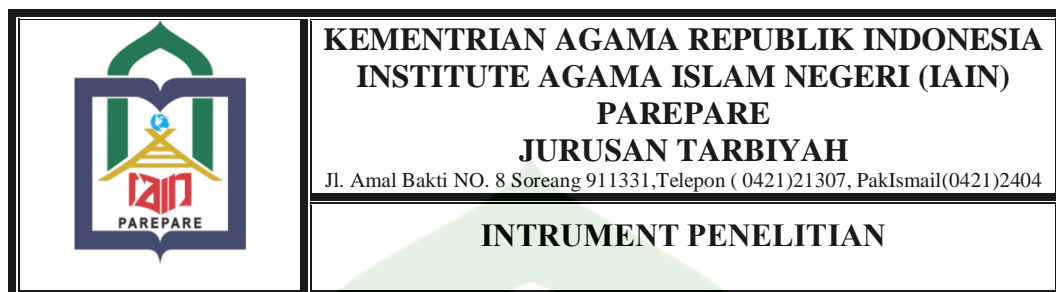 IAIN
PAREPARE
KEMENTRIAN AGAMA REPUBLIK INDONESIA
INSTITUTE AGAMA ISLAM NEGERI (IAIN)
PAREPARE
JURUSAN TARBIYAH
Jl. Amal Bakti NO. 8 Soreang 911331,Telepon ( 0421)21307, PakIsmail(0421)2404
INTRUMENT PENELITIAN